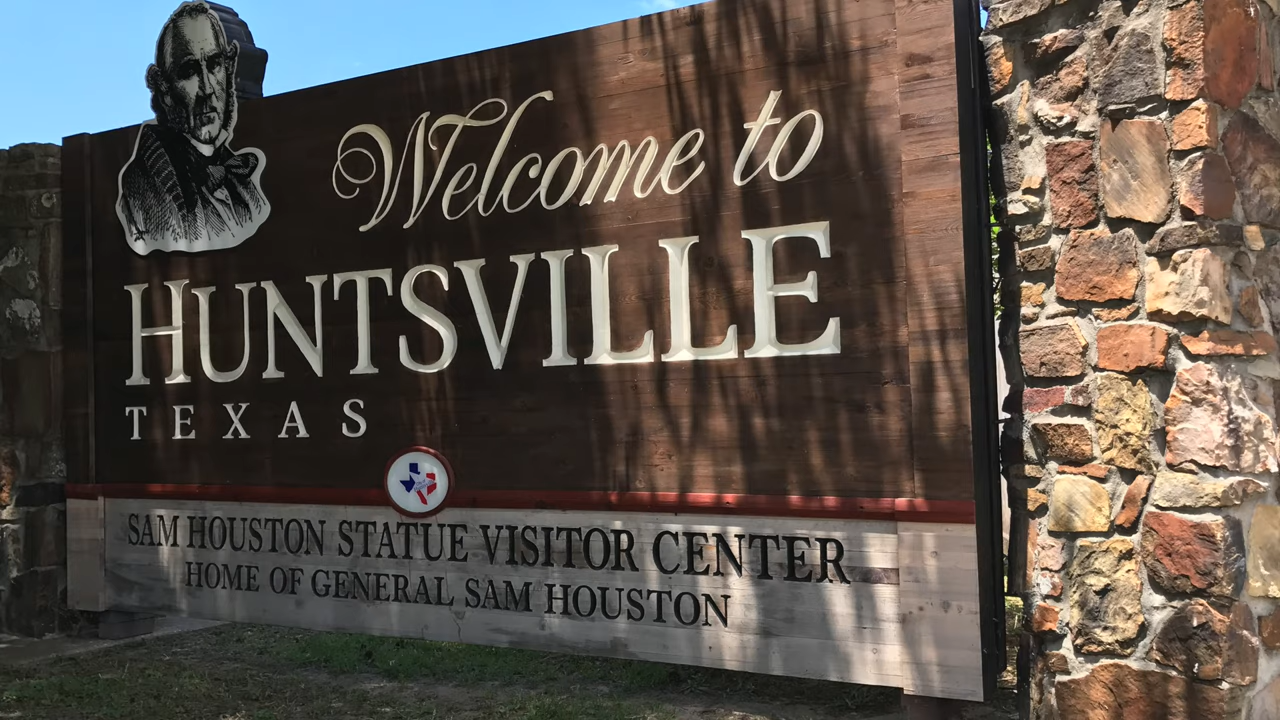 Welcome to
HUNTSVILLE
TEXAS
SAM HOUSTON STATUE VISITOR CENTER
HOME OF GENERAL SAM HOUSTON